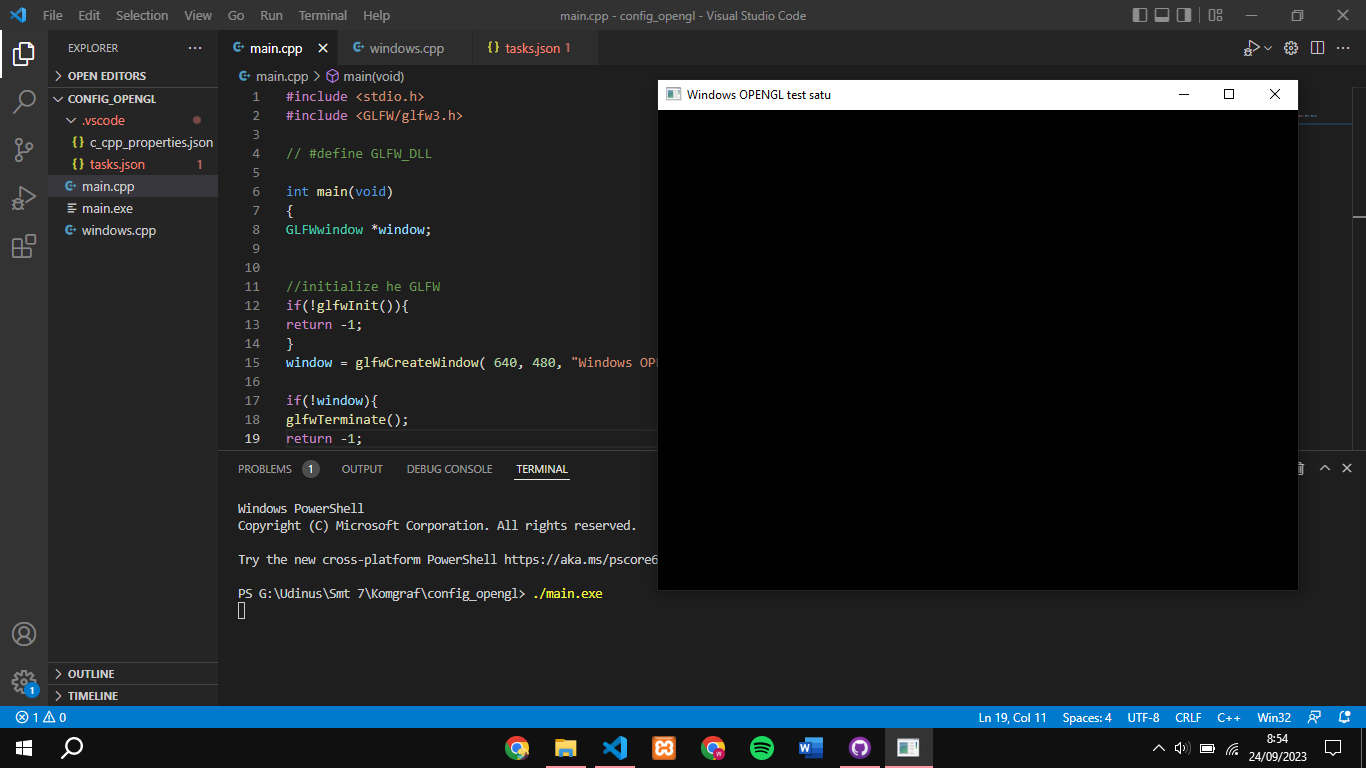 File Edit Selection View Go Run Terminal Help main.cpp - config_opengl - Visual Studio Code
EXPLORER
OPEN EDITORS
CONFIG_OPENGL
.vscode
c_cpp_properties.json
tasks.json 1
main.cpp
main.exe
windows.cpp
OUTLINE
TIMELINE
1
main.cpp windows.cpp tasks.json 1
main.cpp main(void)
1 #include <stdio.h>
2 #include <GLFW/glfw3.h>
3
4 // #define GLFW_DLL
5
6 int main(void)
7 {
8 GLFWwindow *window;
9
10
11 //initialize he GLFW
12 if(!glfwInit()){
13 return -1;
14 }
15 window = glfwCreateWindow( 640, 480, "Windows OPE
16
17 if(!window){
18 glfwTerminate();
19 return -1;
Windows OPENGL test satu
PROBLEMS 1 OUTPUT DEBUG CONSOLE TERMINAL
Windows PowerShell
Copyright (C) Microsoft Corporation. All rights reserved.
Try the new cross-platform PowerShell https://aka.ms/pscore6
PS G:\Udinus\Smt 7\Komgraf\config_opengl> ./main.exe
1 0 Ln 19, Col 11 Spaces: 4 UTF-8 CRLF C++ Win32
8:54
24/09/2023